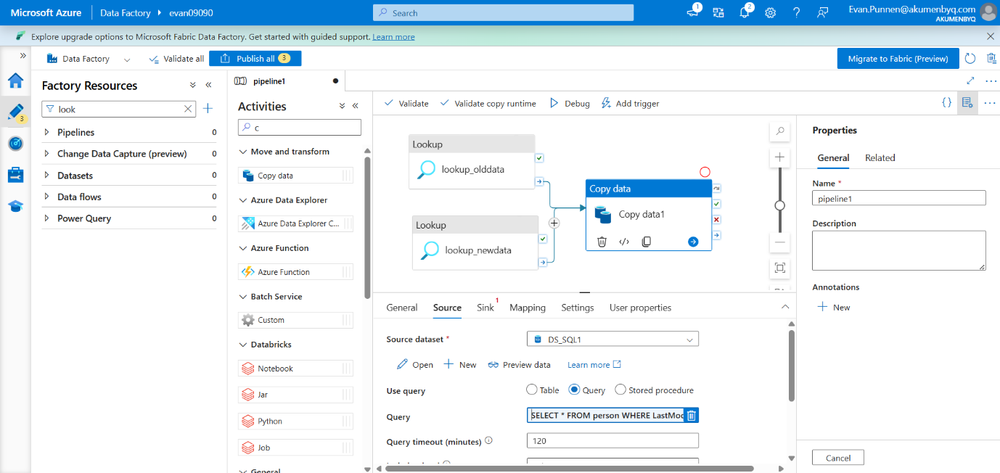 Microsoft Azure
Data Factory
evan09090
Search
1
2
Evan.Punnen@akumenbyq.com
AKUMENBYQ
Explore upgrade options to Microsoft Fabric Data Factory. Get started with guided support. Learn more
Data Factory
Validate all
Publish all 3
Migrate to Fabric (Preview)
3
Factory Resources
look
Pipelines 0
Change Data Capture (preview) 0
Datasets 0
Data flows 0
Power Query 0
pipeline1
Activities
c
Move and transform
Copy data
Azure Data Explorer
Azure Data Explorer C...
Azure Function
Azure Function
Batch Service
Custom
Databricks
Notebook
Jar
Python
Job
General
Validate
Validate copy runtime
Debug
Add trigger
Lookup
lookup_olddata
Lookup
lookup_newdata
Copy data
Copy data1
General
Source
Sink 1
Mapping
Settings
User properties
Source dataset *
DS_SQL1
Open
New
Preview data
Learn more
Use query
Table
Query
Stored procedure
Query
SELECT * FROM person WHERE LastMod
Query timeout (minutes)
120
Properties
General
Related
Name *
pipeline1
Description
Annotations
New
Cancel